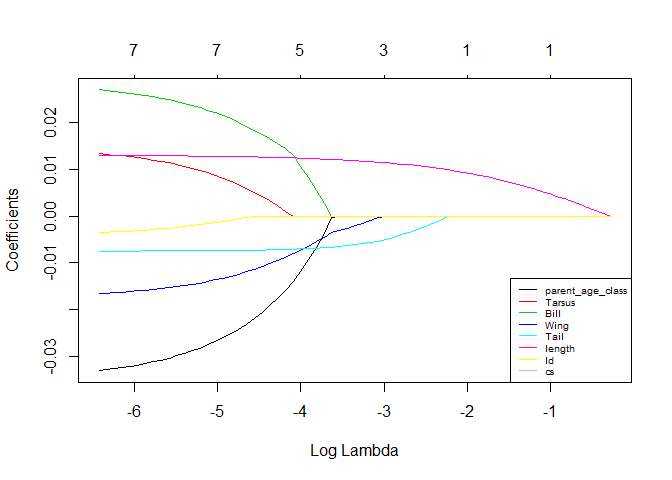 7 7 5 3 1 1
Coefficients
0.02
0.01
0.00
-0.01
-0.03
-6 -5 -4 -3 -2 -1
Log Lambda
parent_age_class
Tarsus
Bill
Wing
Tail
length
ld
cs